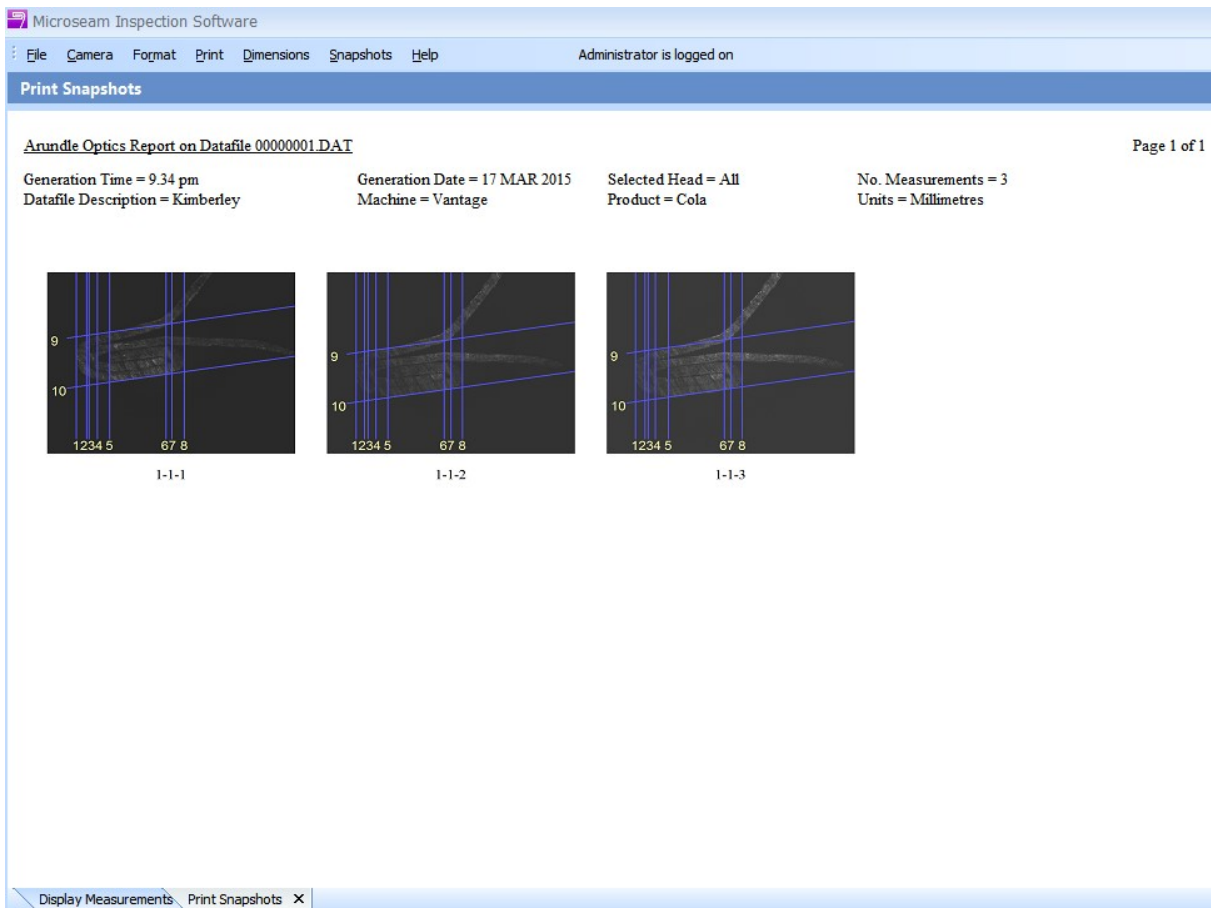 Microseam Inspection Software
File Camera Format Print Dimensions Snapshots Help Administrator is logged on
Print Snapshots
Arundle Optics Report on Datafile 00000001.DAT Page 1 of 1
Generation Time = 9.34 pm Generation Date = 17 MAR 2015 Selected Head = All No. Measurements = 3
Datafile Description = Kimberley Machine = Vantage Product = Cola Units = Millimetres
9 9 9
10 10 10
1234 5 67 8 1234 5 67 8 1234 5 67 8
1-1-1 1-1-2 1-1-3
Display Measurements Print Snapshots X